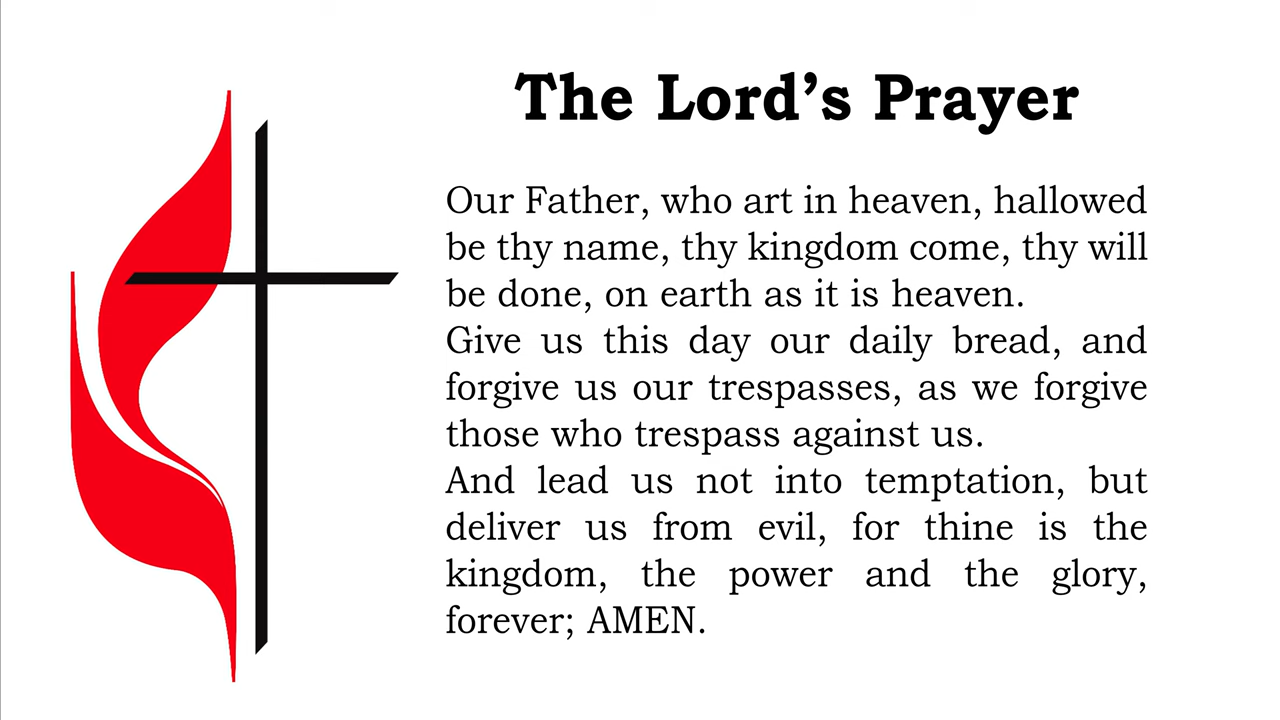 The Lord’s Prayer
Our Father, who art in heaven, hallowed
be thy name, thy kingdom come, thy will
be done, on earth as it is heaven.
Give us this day our daily bread, and
forgive us our trespasses, as we forgive
those who trespass against us.
And lead us not into temptation, but
deliver us from evil, for thine is the
kingdom, the power and the glory,
forever; AMEN.